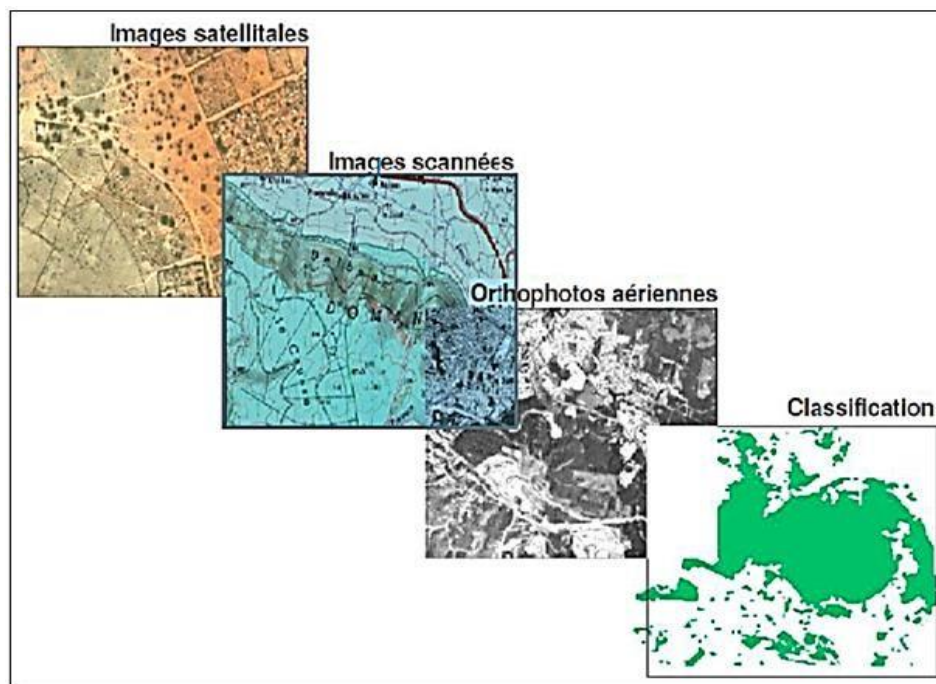 Images satellitales
Images scannées
Orthophotos aériennes
Classification